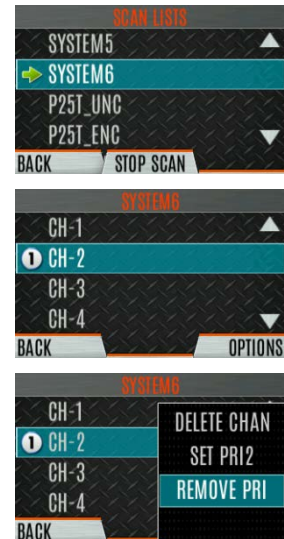 SCAN LISTS
SYSTEM5
SYSTEM6
P25T_UNC
P25T_ENC
BACK STOP SCAN
SYSTEM6
CH-1
1 CH-2
CH-3
CH-4
BACK OPTIONS
SYSTEM6
CH-1
1 CH-2
CH-3
CH-4
BACK
DELETE CHAN
SET PRI2
REMOVE PRI